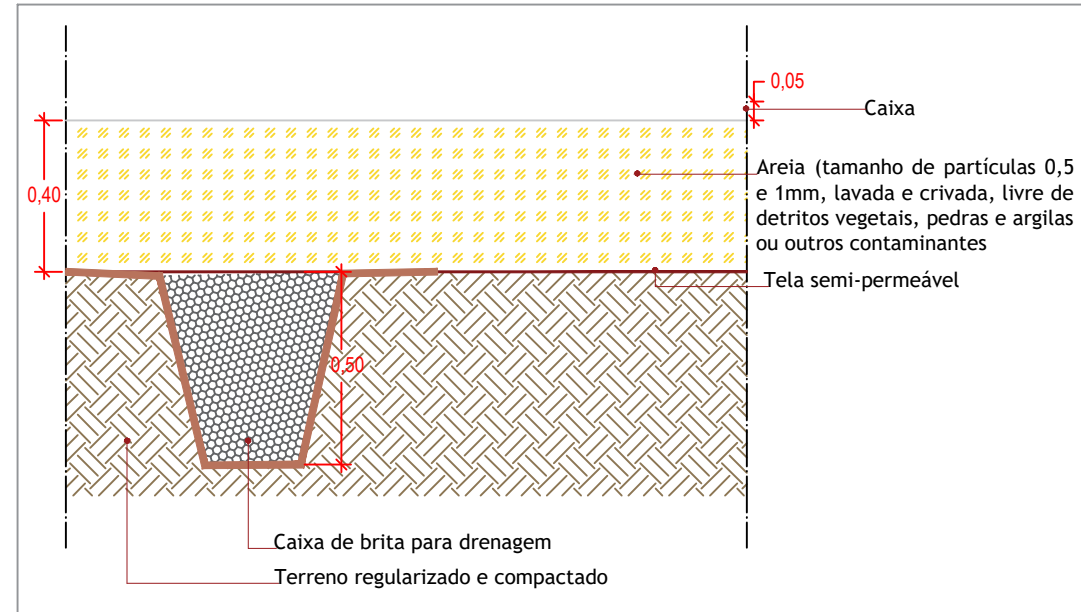 0,05
Caixa
0,40
Areia (tamanho de partículas 0,5
e 1mm, lavada e crivada, livre de
detritos vegetais, pedras e argilas
ou outros contaminantes
Tela semi-permeável
0,50
Caixa de brita para drenagem
Terreno regularizado e compactado